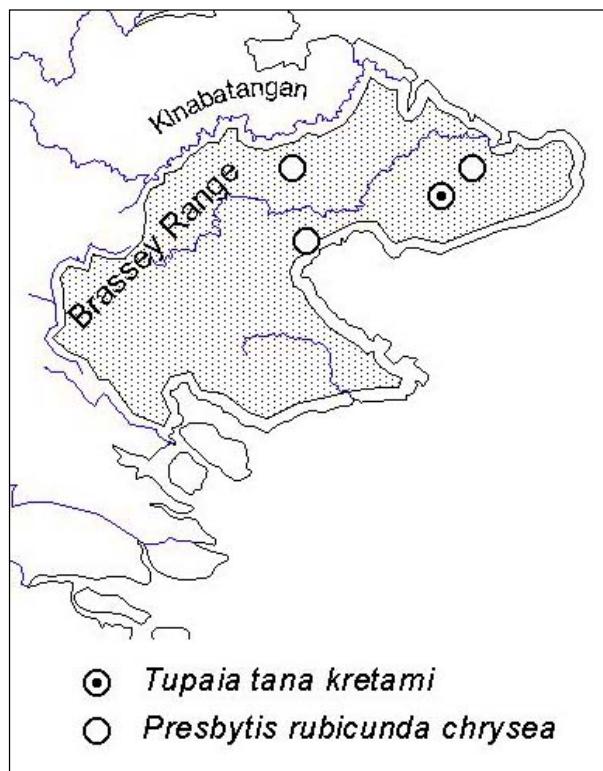 Kinabatangan
Brassey Range
Tupaia tana kretami
Presbytis rubicunda chrysea